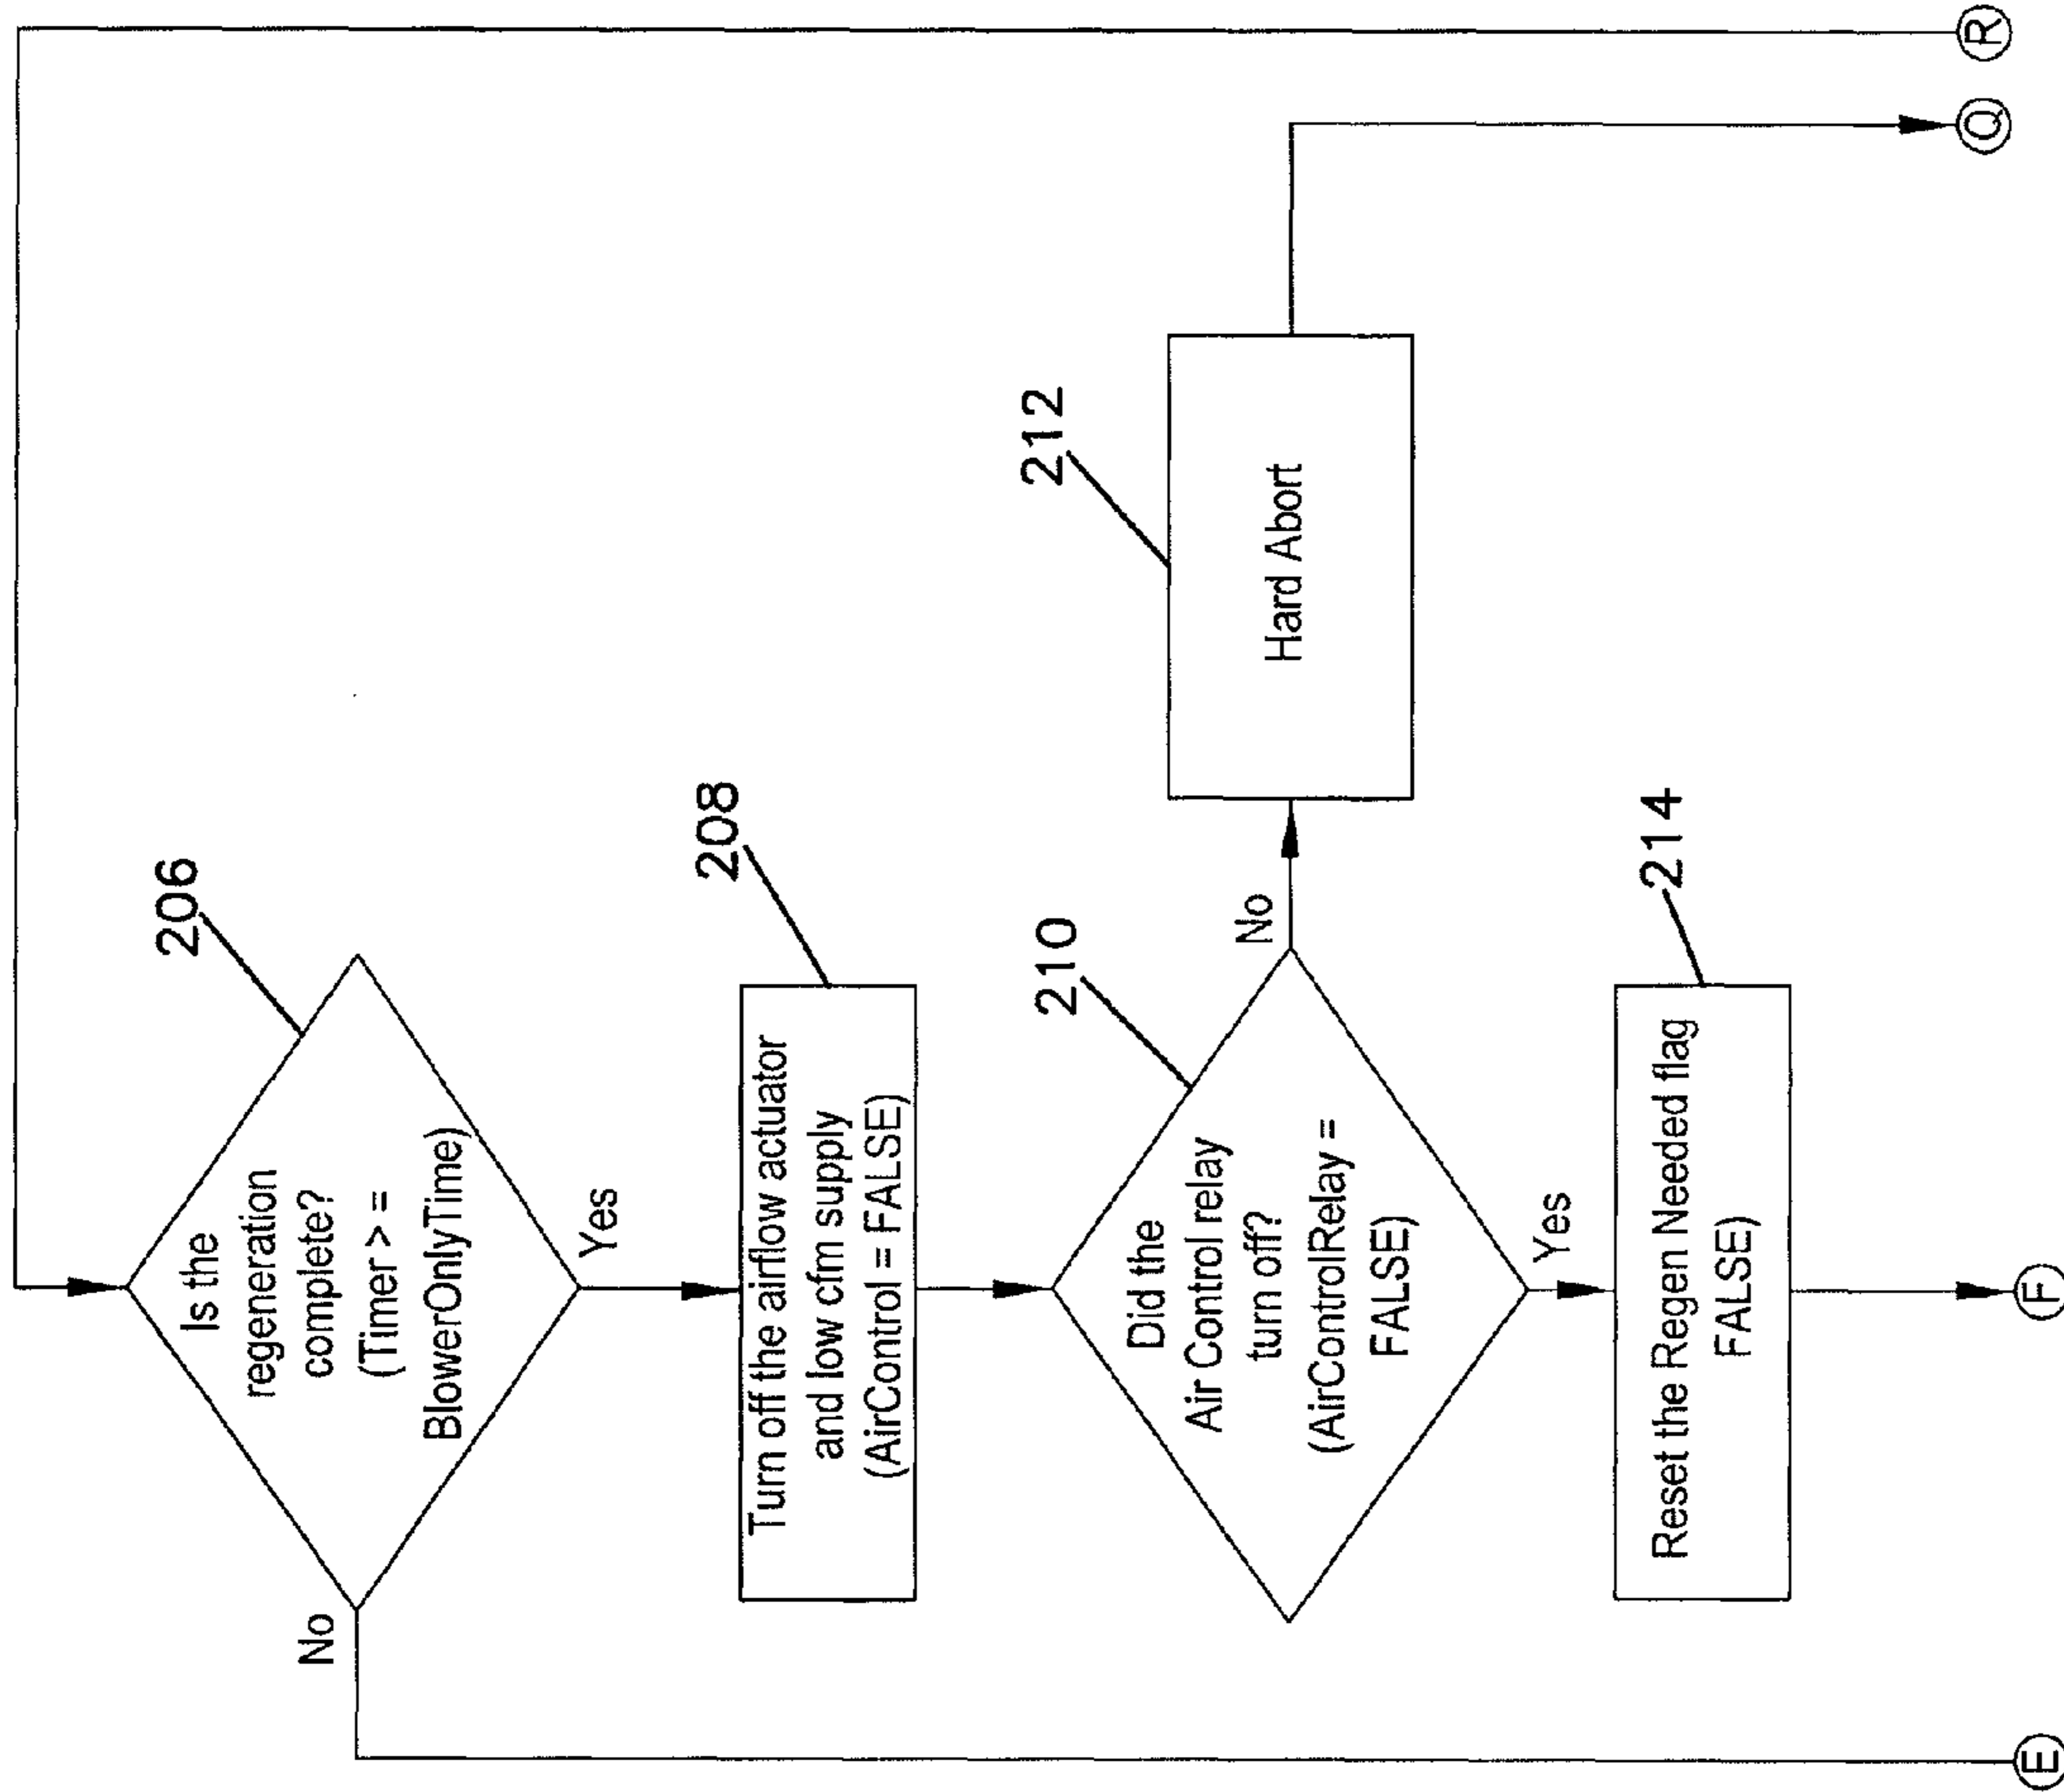 206
Is the
regeneration
complete?
(Timer > =
BlowerOnlyTime)
No
Yes
208
Turn off the airflow actuator
and low cfm supply
(AirControl = FALSE)
210
Did the
Air Control relay
turn off?
(AirControlRelay =
FALSE)
No
Yes
212
Hard Abort
214
Reset the Regen Needed flag
FALSE)
E
F
Q
R